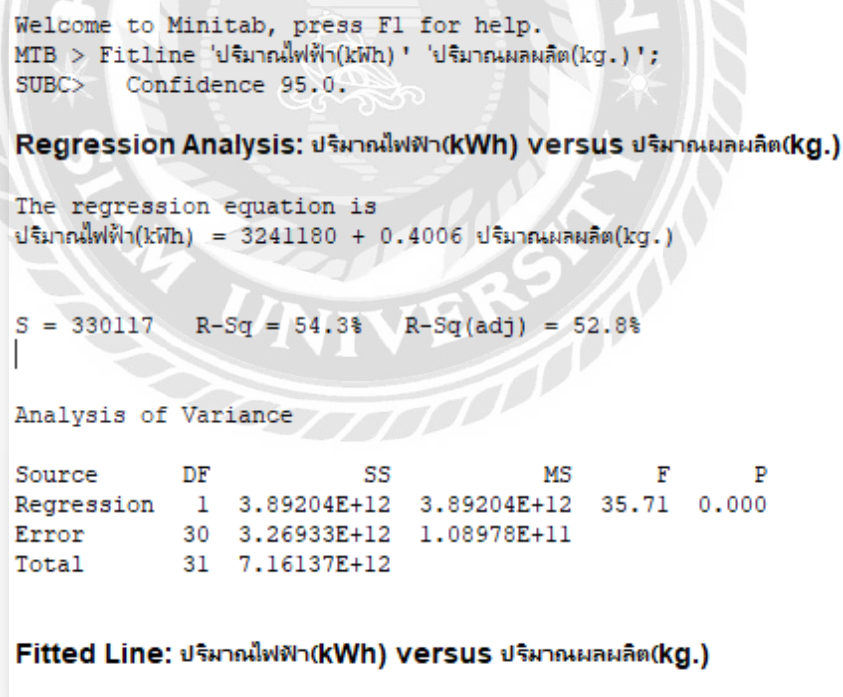 Welcome to Minitab, press F1 for help.
MTB > Fitline 'ปริมาณไฟฟ้า(kWh)' 'ปริมาณผลผลิต(kg.)';
SUBC> Confidence 95.0.
Regression Analysis: ปริมาณไฟฟ้า(kWh) versus ปริมาณผลผลิต(kg.)
The regression equation is
ปริมาณไฟฟ้า(kWh) = 3241180 + 0.4006 ปริมาณผลผลิต(kg.)
S = 330117 R-Sq = 54.3% R-Sq(adj) = 52.8%
Analysis of Variance
Source DF SS MS F P
Regression 1 3.89204E+12 3.89204E+12 35.71 0.000
Error 30 3.26933E+12 1.08978E+11
Total 31 7.16137E+12
Fitted Line: ปริมาณไฟฟ้า(kWh) versus ปริมาณผลผลิต(kg.)
SIAM UNIVERSITY